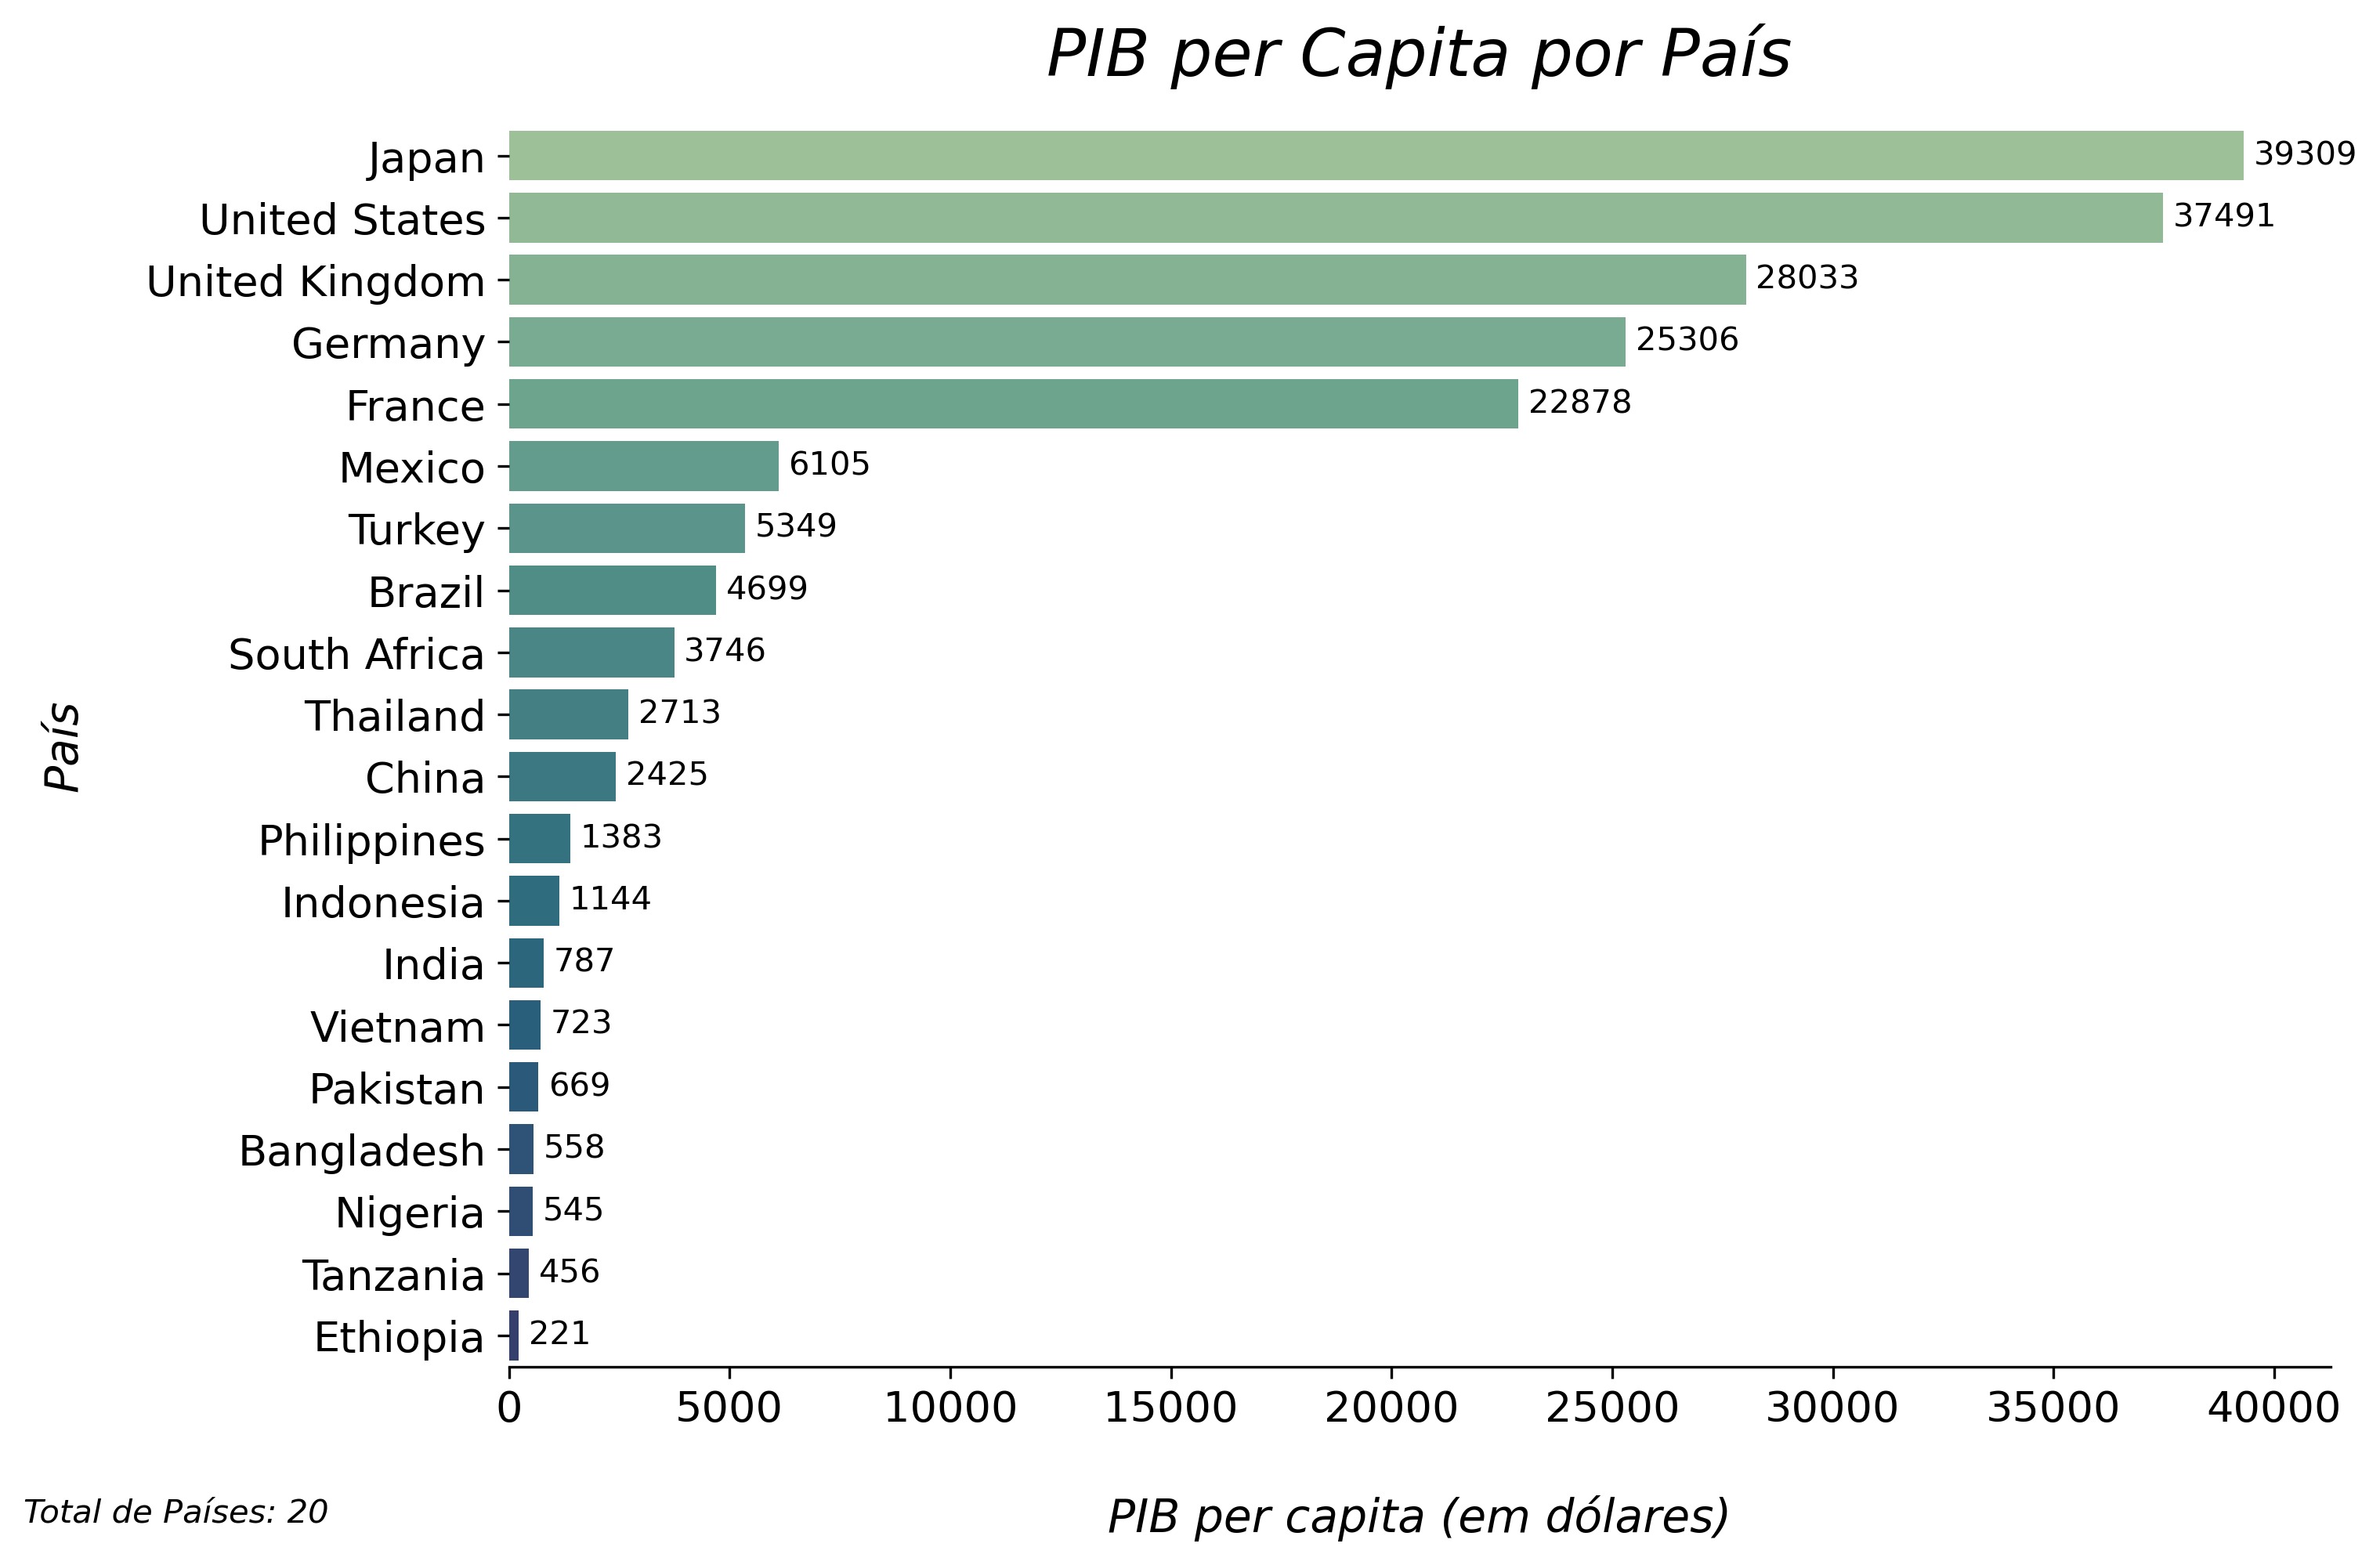 PIB per Capita por País
Japan 39309
United States 37491
United Kingdom 28033
Germany 25306
France 22878
Mexico 6105
Turkey 5349
Brazil 4699
South Africa 3746
Thailand 2713
China 2425
Philippines 1383
Indonesia 1144
India 787
Vietnam 723
Pakistan 669
Bangladesh 558
Nigeria 545
Tanzania 456
Ethiopia 221
País
0 5000 10000 15000 20000 25000 30000 35000 40000
PIB per capita (em dólares)
Total de Países: 20